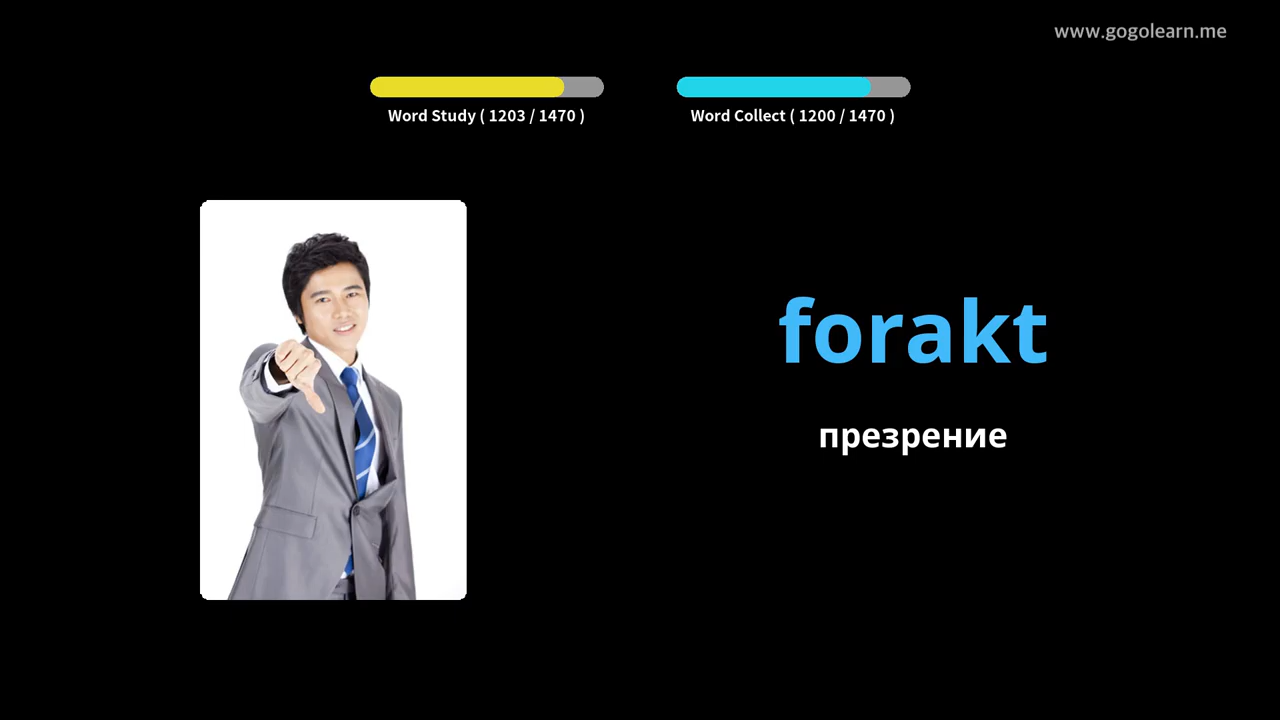 www.gogolearn.me
Word Study ( 1203 / 1470 )
Word Collect ( 1200 / 1470 )
forakt
презрение